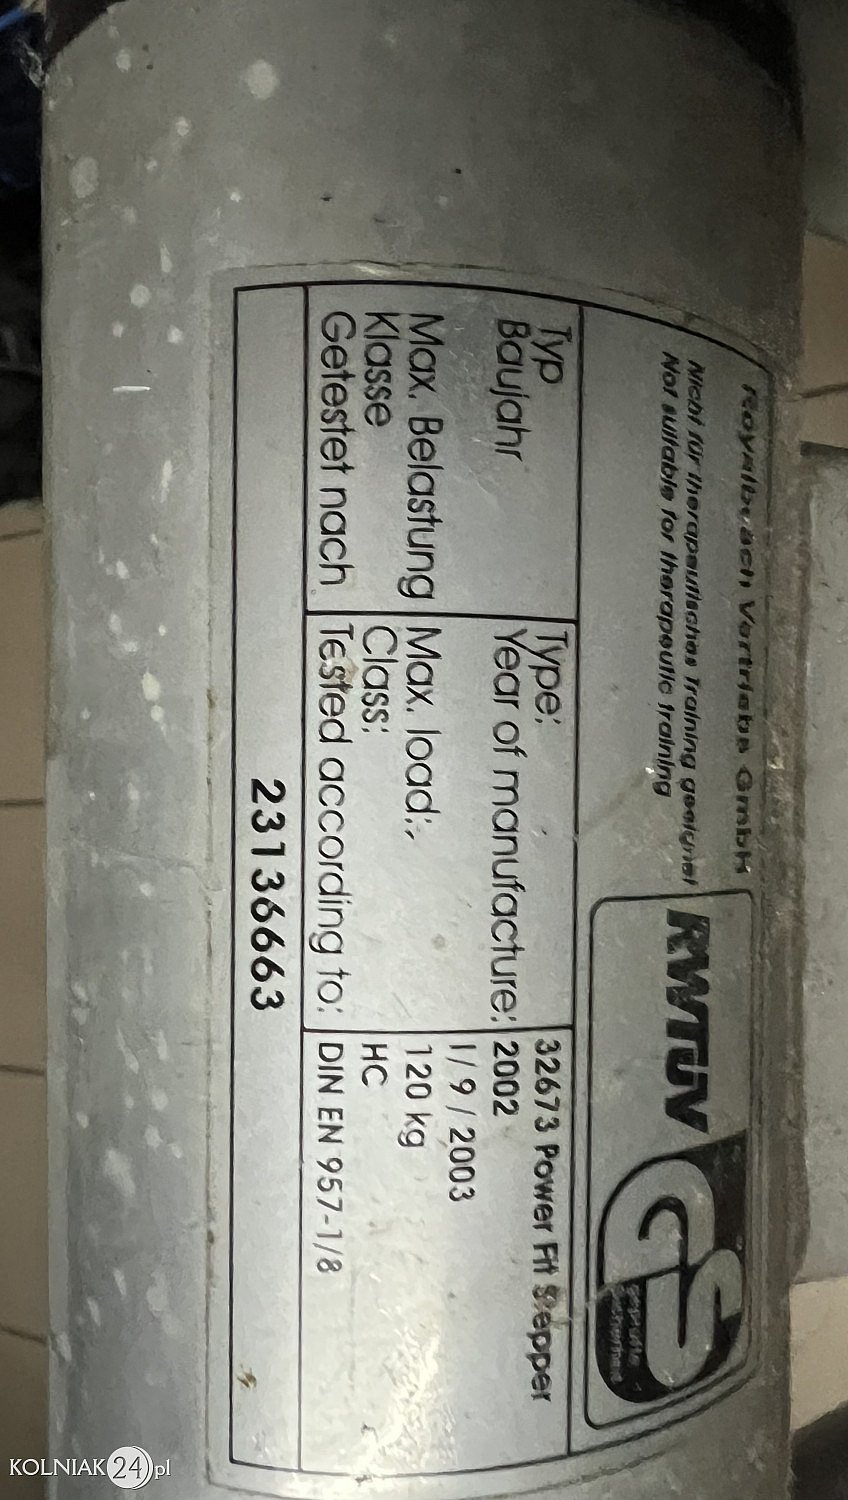 Royalbeach Vertriebs GmbH
Nicht für therapeutisches Training geeignet
Not suitable for therapeutic training
RWTÜV
GS
geprüfte
Sicherheit
Typ Type: 32673 Power Fit Stepper
Baujahr Year of manufacture: 2002
1/9/2003
Max. Belastung Max. load:, 120 kg
Klasse Class: HC
Getestet nach Tested according to: DIN EN 957-1/8
23136663
KOLNIAK24.pl